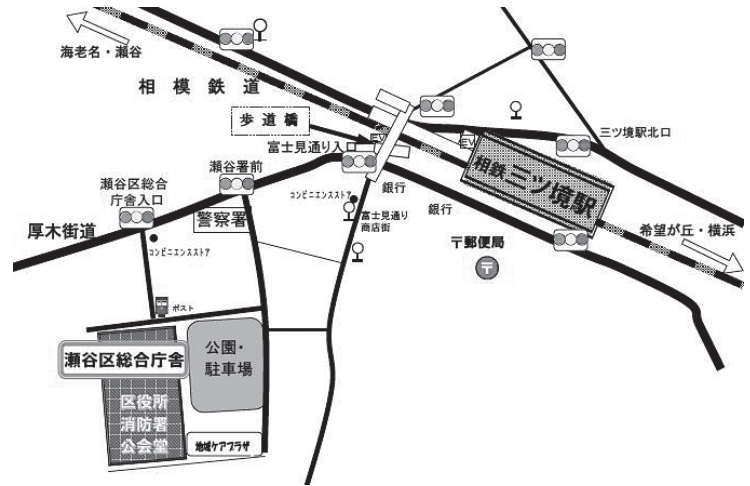 海老名・瀬谷
相模鉄道
歩道橋
EV
富士見通り入口
瀬谷署前
瀬谷区総合
庁舎入口
厚木街道
警察署
コンビニエンスストア
コンビニエンスストア
銀行
銀行
富士見通り
商店街
EV
相鉄 三ツ境駅
三ツ境駅北口
希望が丘・横浜
〒郵便局
〒
ポスト
瀬谷区総合庁舎
公園・
駐車場
区役所
消防署
公会堂
地域ケアプラザ